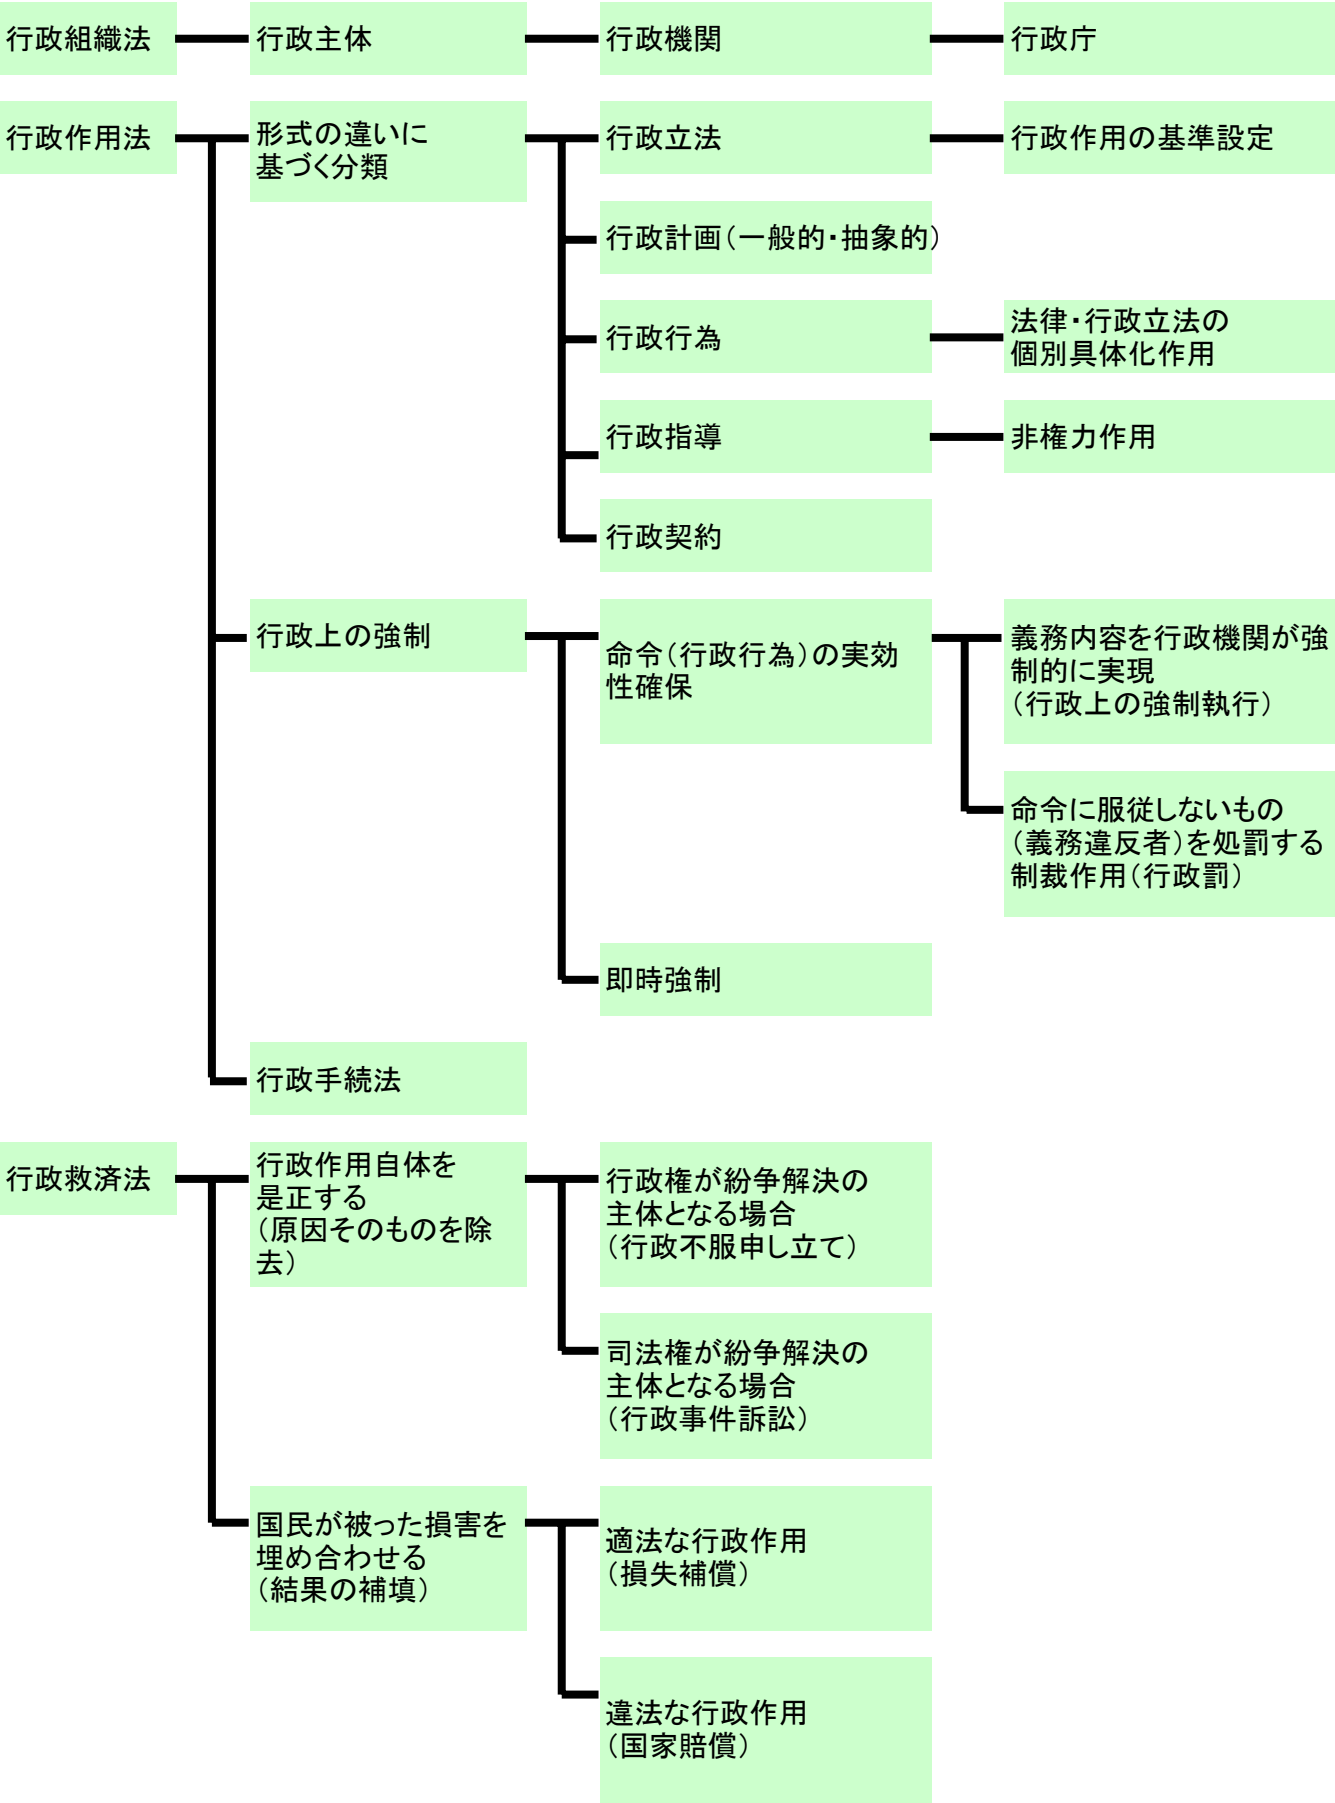 行政組織法
行政主体
行政機関
行政庁
行政作用法
形式の違いに
基づく分類
行政立法
行政作用の基準設定
行政計画(一般的・抽象的)
行政行為
法律・行政立法の
個別具体化作用
行政指導
非権力作用
行政契約
行政上の強制
命令(行政行為)の実効
性確保
義務内容を行政機関が強
制的に実現
(行政上の強制執行)
命令に服従しないもの
(義務違反者)を処罰する
制裁作用(行政罰)
即時強制
行政手続法
行政救済法
行政作用自体を
是正する
(原因そのものを除
去)
行政権が紛争解決の
主体となる場合
(行政不服申し立て)
司法権が紛争解決の
主体となる場合
(行政事件訴訟)
国民が被った損害を
埋め合わせる
(結果の補填)
適法な行政作用
(損失補償)
違法な行政作用
(国家賠償)